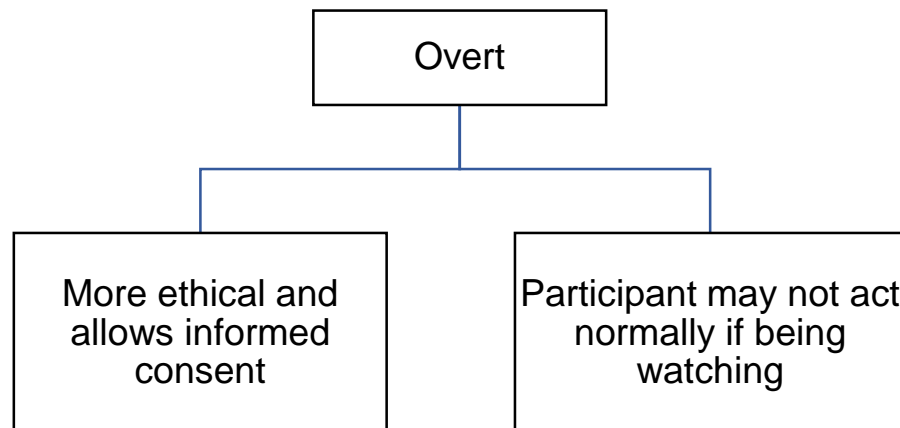 Overt
More ethical and
allows informed
consent
Participant may not act
normally if being
watching